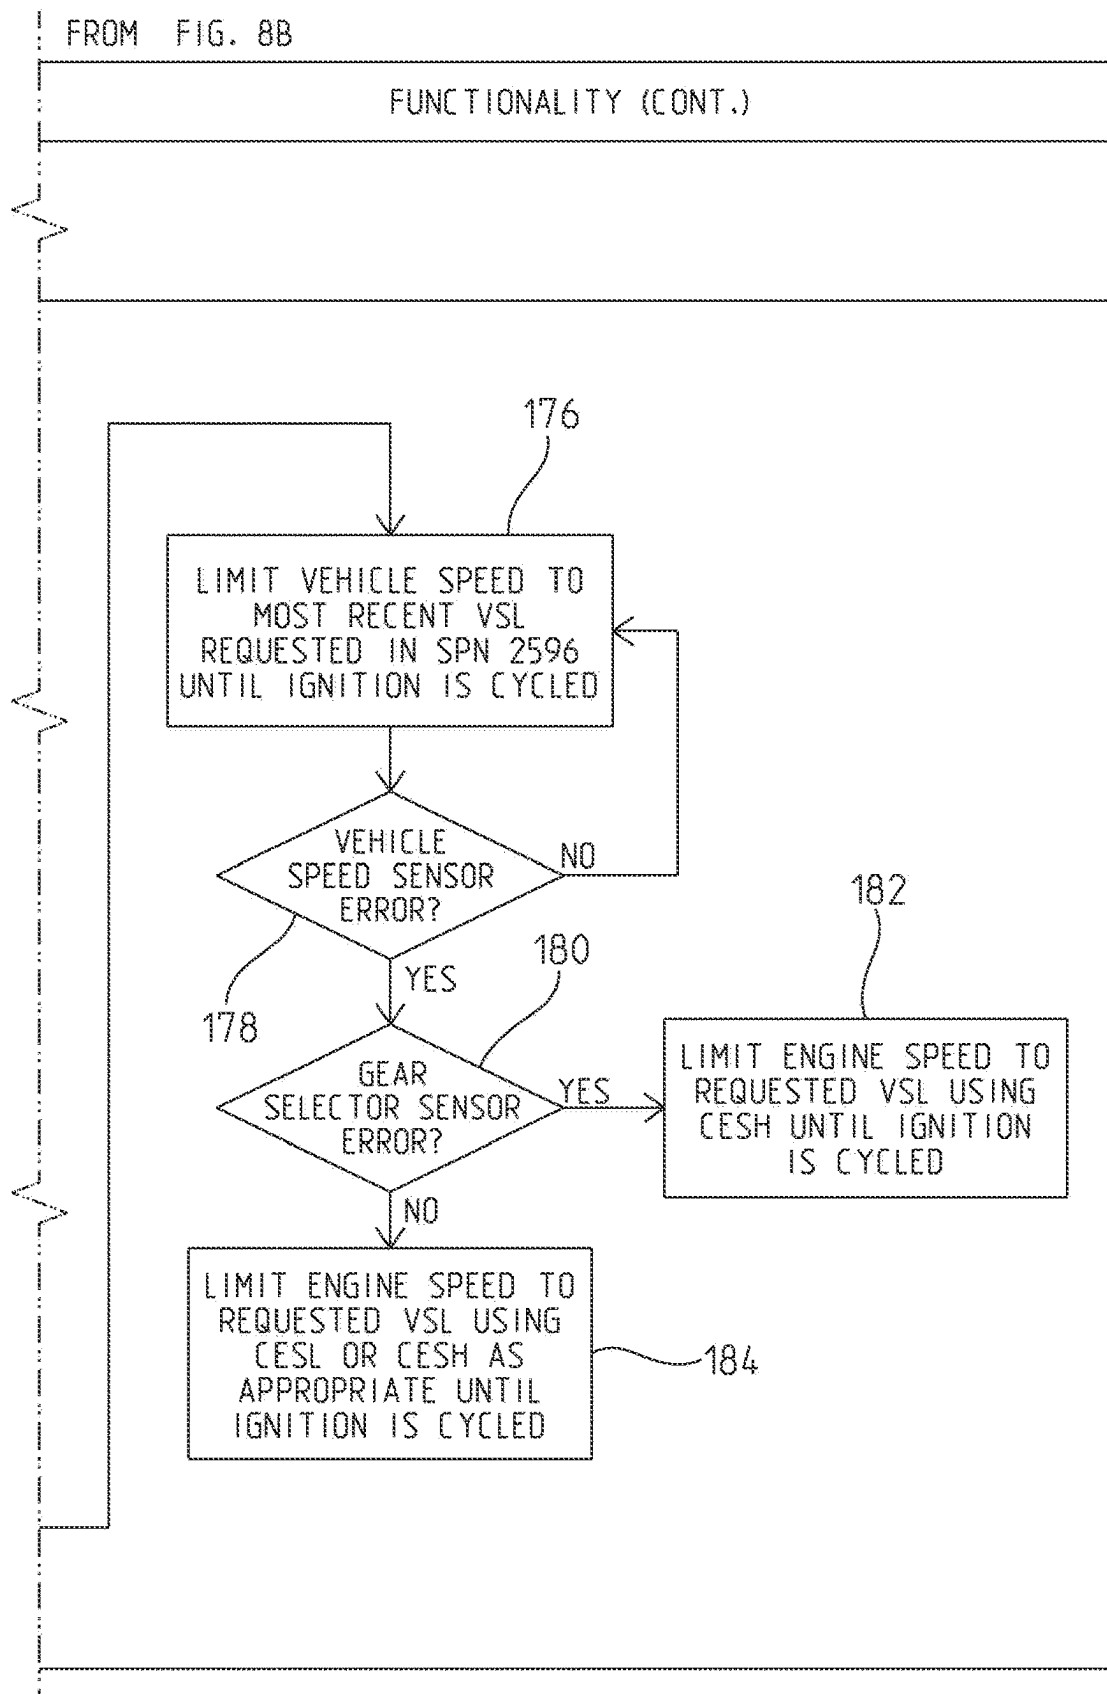 FROM FIG. 8B
FUNCTIONALITY (CONT.)
176
LIMIT VEHICLE SPEED TO
MOST RECENT VSL
REQUESTED IN SPN 2596
UNTIL IGNITION IS CYCLED
VEHICLE
SPEED SENSOR
ERROR?
NO
178
YES
180
182
GEAR
SELECTOR SENSOR
ERROR?
YES
LIMIT ENGINE SPEED TO
REQUESTED VSL USING
CESH UNTIL IGNITION
IS CYCLED
NO
LIMIT ENGINE SPEED TO
REQUESTED VSL USING
CESL OR CESH AS
APPROPRIATE UNTIL
IGNITION IS CYCLED
184